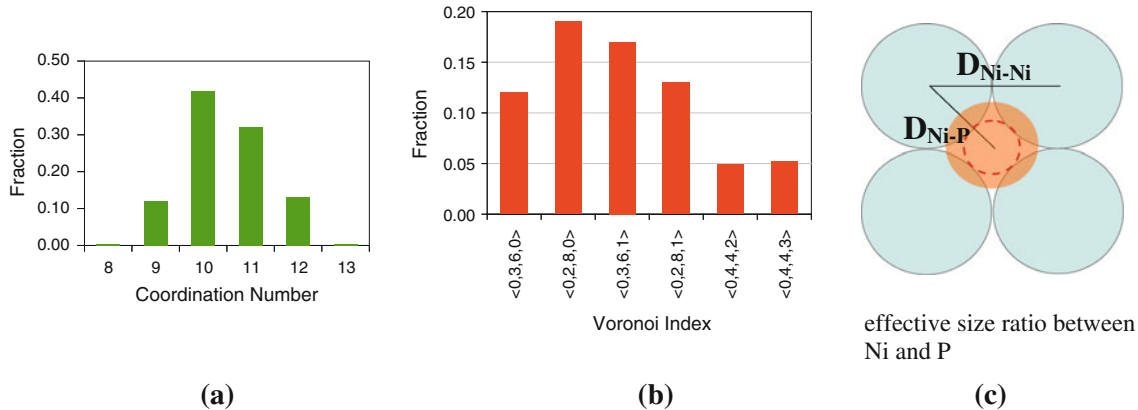 0.50
0.40
0.30
0.20
0.10
0.00
Fraction
8 9 10 11 12 13
Coordination Number
(a)
0.20
0.15
0.10
0.05
0.00
Fraction
<0,3,6,0> <0,2,8,0> <0,3,6,1> <0,2,8,1> <0,4,4,2> <0,4,4,3>
Voronoi Index
(b)
D_Ni-Ni
D_Ni-P
effective size ratio between
Ni and P
(c)